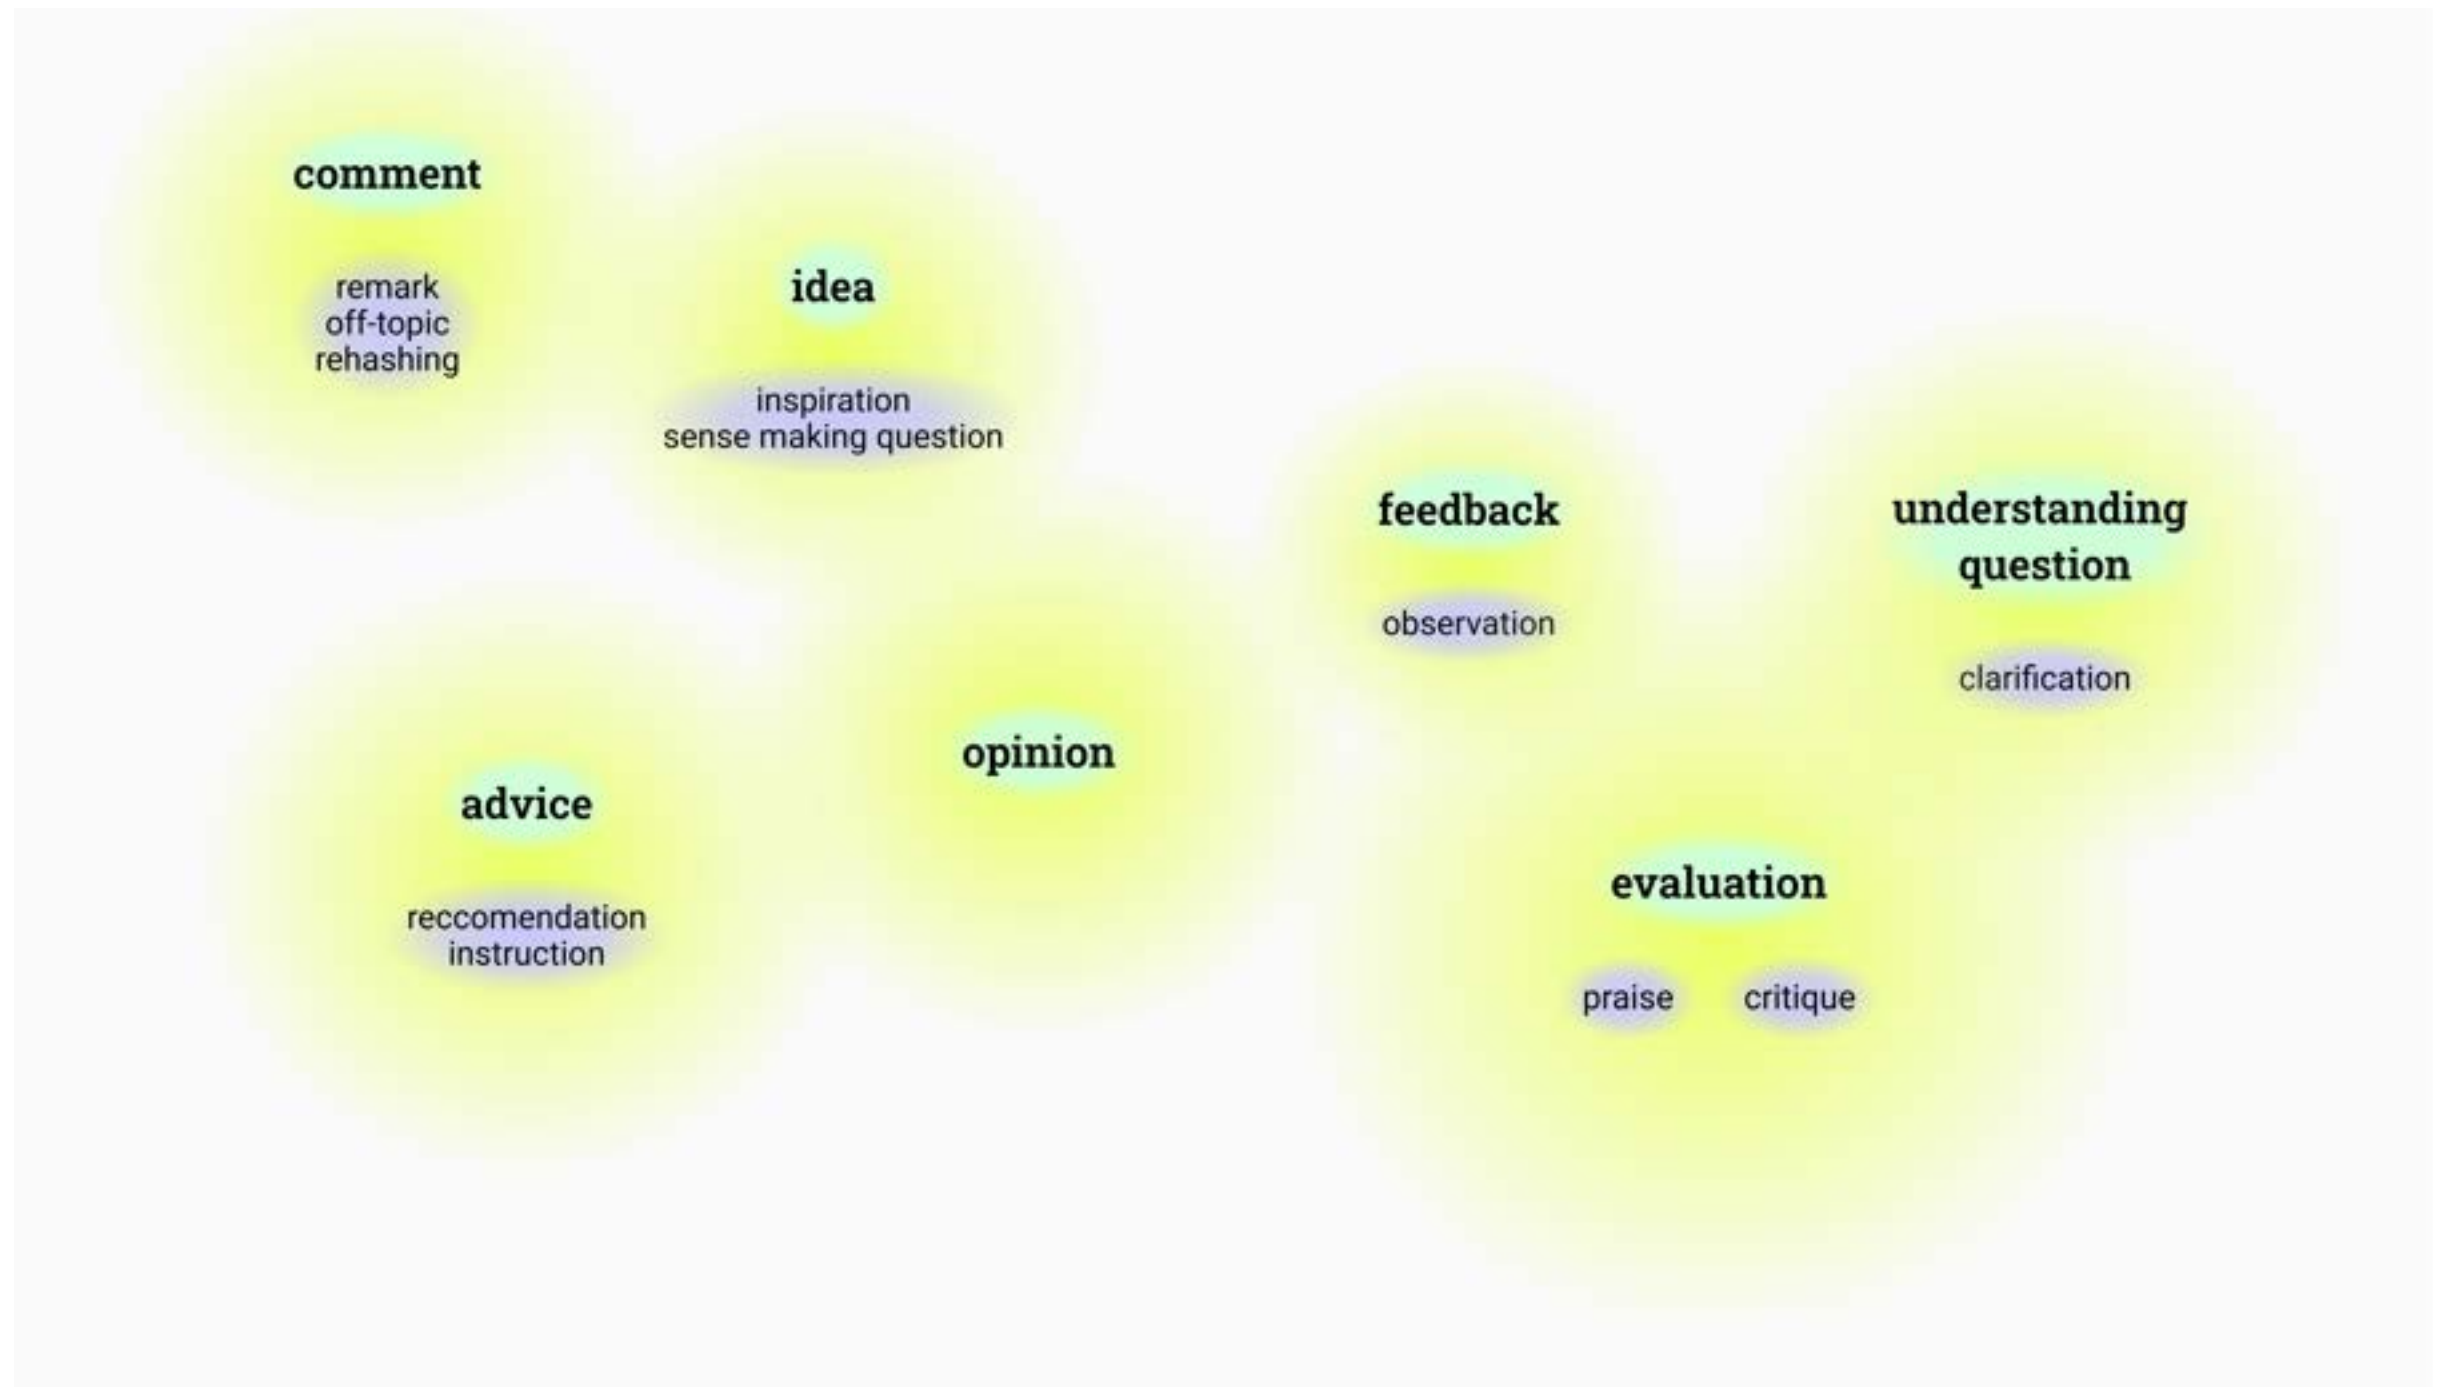 comment
remark
off-topic
rehashing
idea
inspiration
sense making question
feedback
observation
understanding
question
clarification
opinion
advice
reccomendation
instruction
evaluation
praise
critique